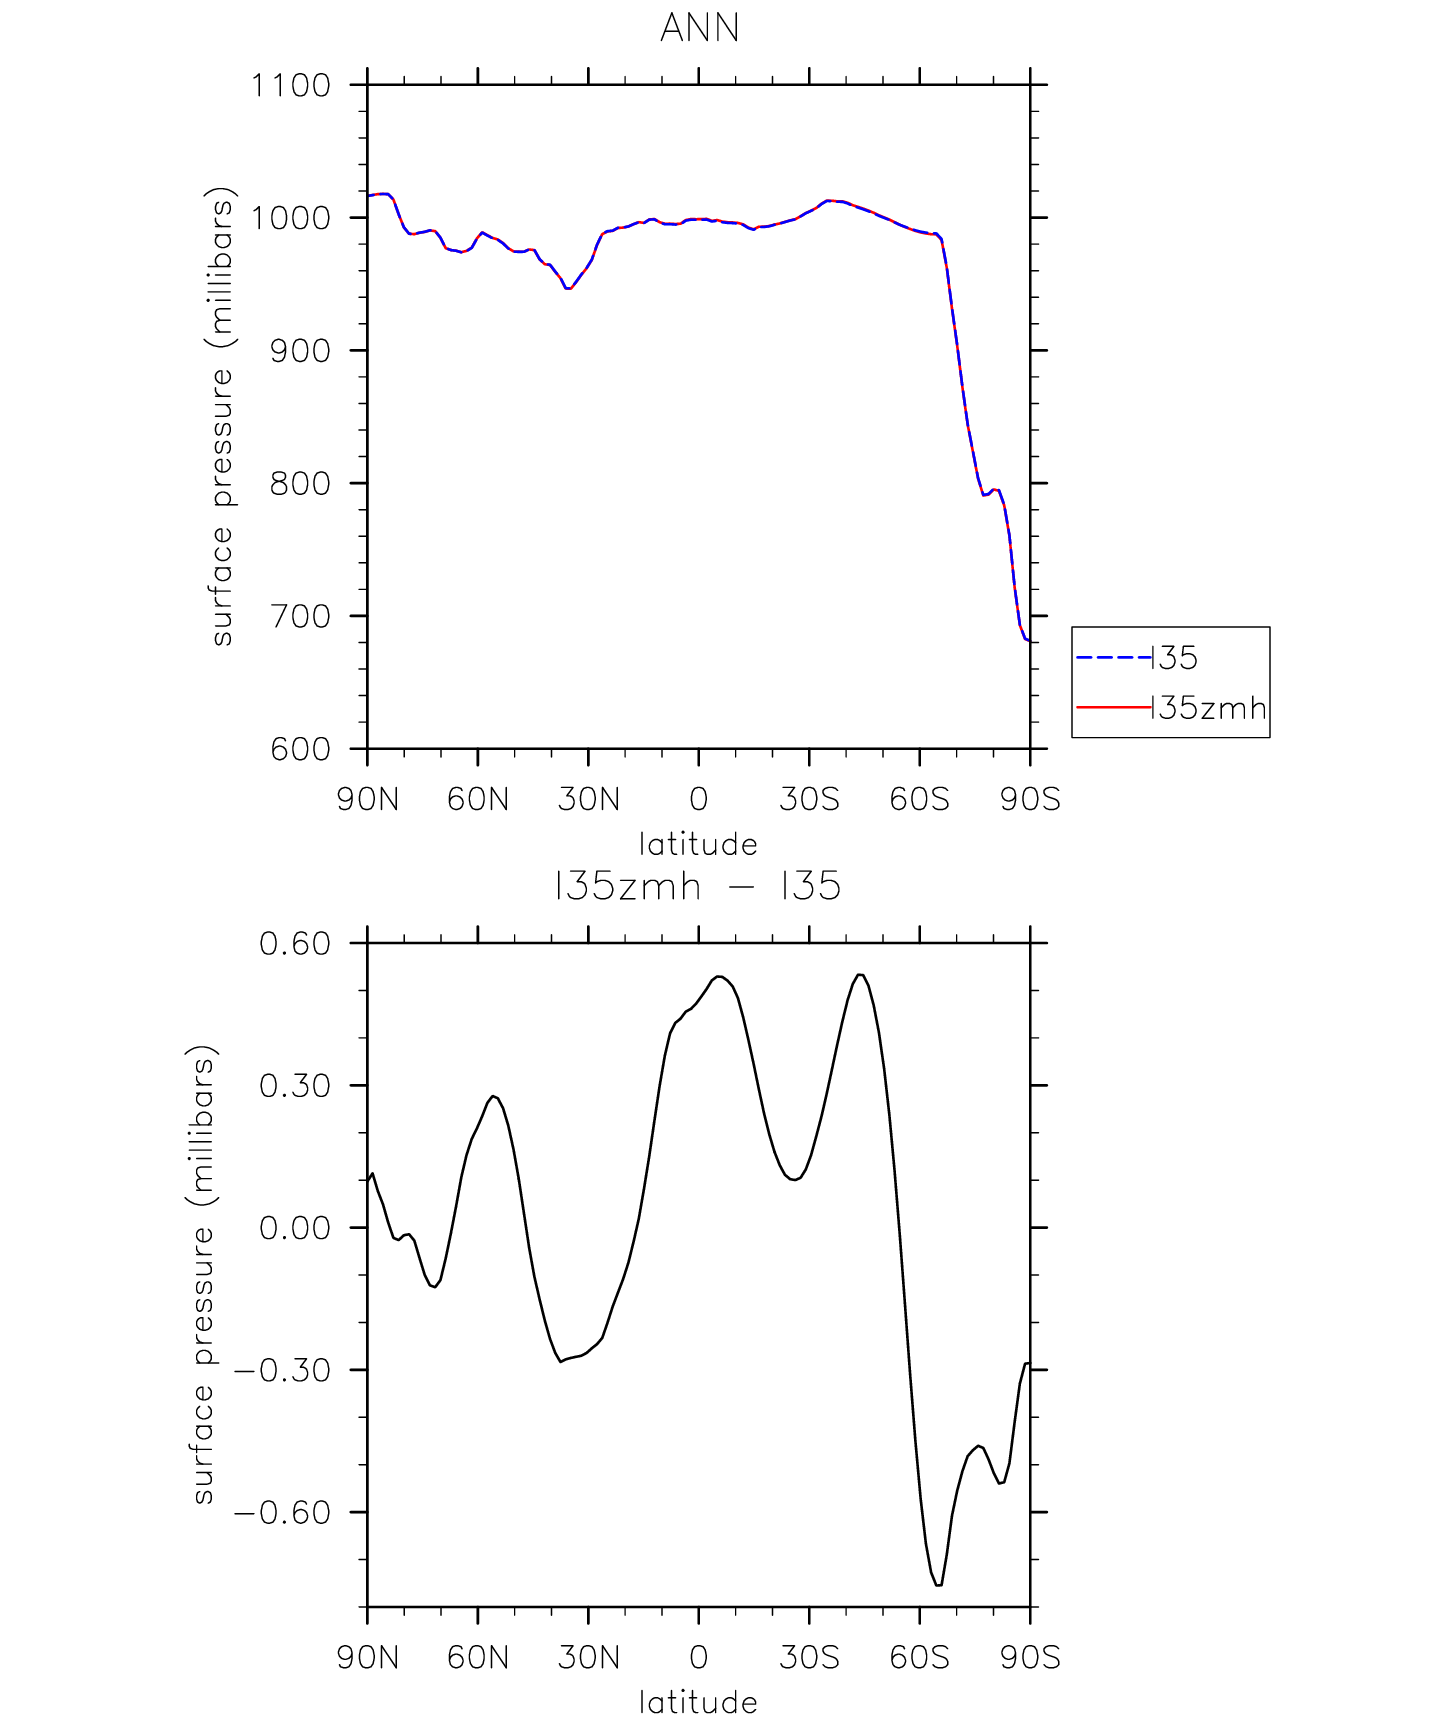 ANN
1100
1000
900
800
700
600
surface pressure (millibars)
90N 60N 30N 0 30S 60S 90S
latitude
I35
I35zmh
I35zmh – I35
0.60
0.30
0.00
−0.30
−0.60
surface pressure (millibars)
90N 60N 30N 0 30S 60S 90S
latitude